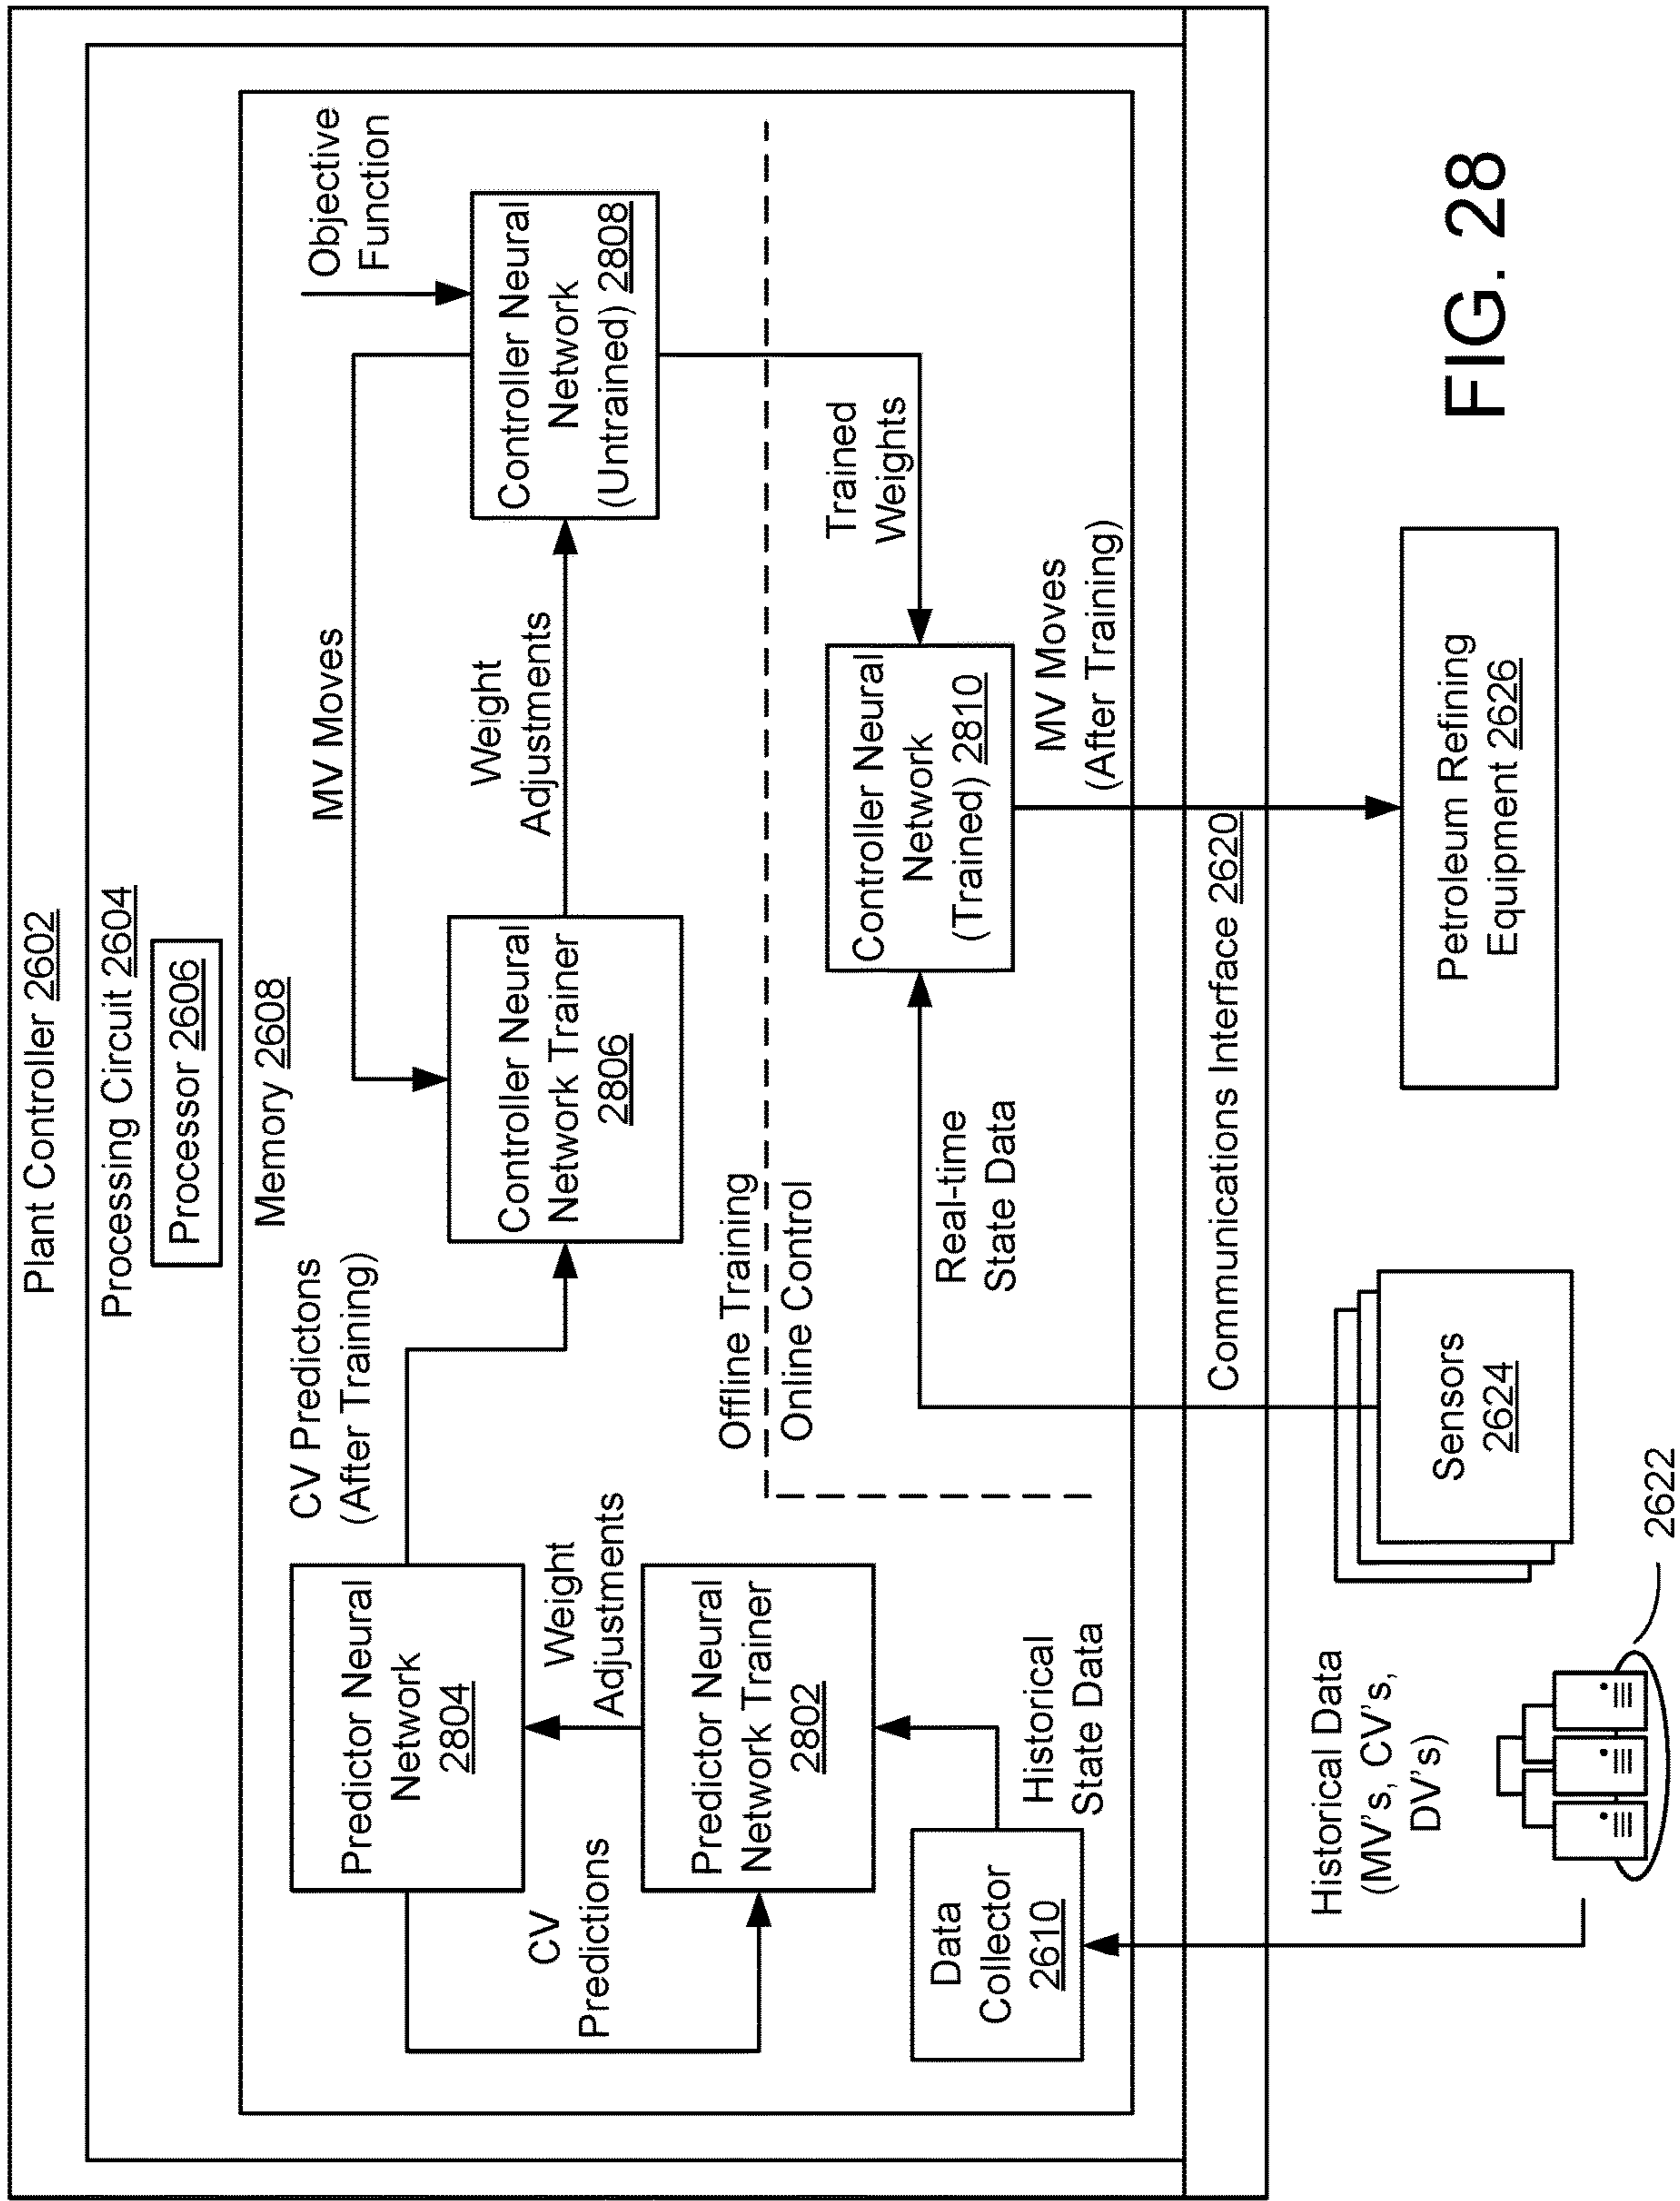 Plant Controller 2602
Processing Circuit 2604
Processor 2606
Memory 2608
Predictor Neural
Network
2804
CV Predictons
(After Training)
Controller Neural
Network Trainer
2806
MV Moves
Objective
Function
Controller Neural
Network
(Untrained) 2808
Weight
Adjustments
CV
Predictions
Weight
Adjustments
Predictor Neural
Network Trainer
2802
Offline Training
Online Control
Trained
Weights
Controller Neural
Network
(Trained) 2810
Data
Collector
2610
Historical
State Data
Real-time
State Data
MV Moves
(After Training)
Communications Interface 2620
Historical Data
(MV's, CV's,
DV's)
2622
Sensors
2624
Petroleum Refining
Equipment 2626
FIG. 28